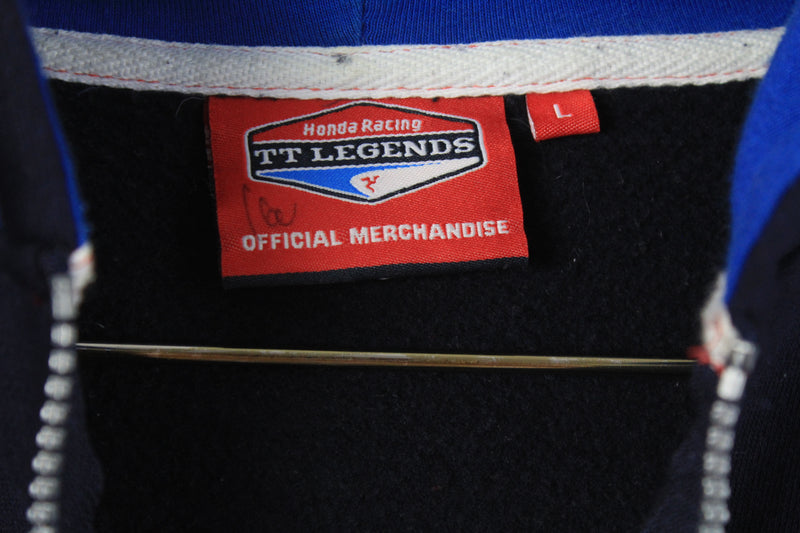 Honda Racing
TT LEGENDS
OFFICIAL MERCHANDISE
L